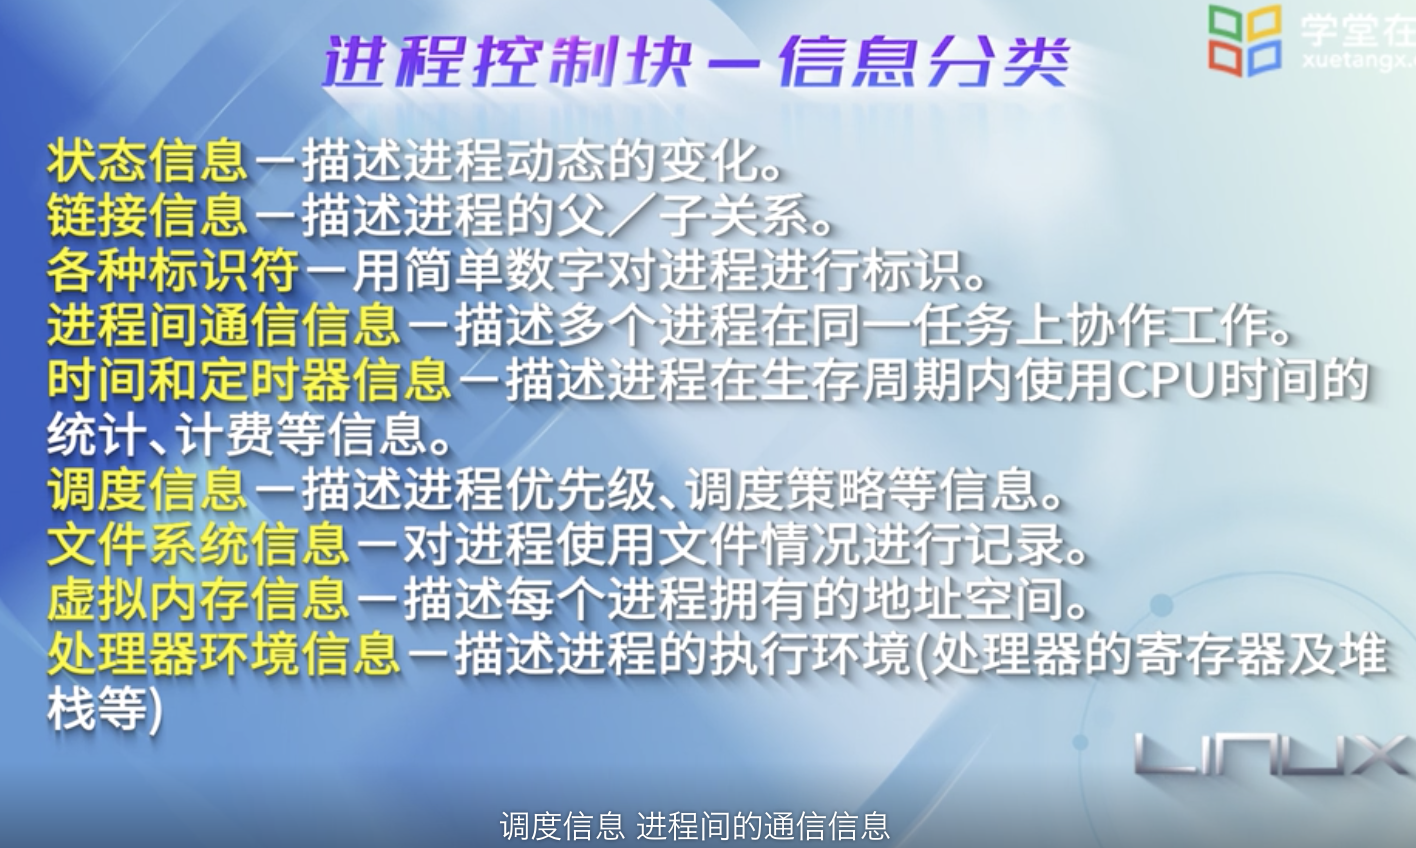 进程控制块－信息分类
学堂在
xuetangx.
状态信息－描述进程动态的变化。
链接信息－描述进程的父／子关系。
各种标识符－用简单数字对进程进行标识。
进程间通信信息－描述多个进程在同一任务上协作工作。
时间和定时器信息－描述进程在生存周期内使用CPU时间的
统计、计费等信息。
调度信息－描述进程优先级、调度策略等信息。
文件系统信息－对进程使用文件情况进行记录。
虚拟内存信息－描述每个进程拥有的地址空间。
处理器环境信息－描述进程的执行环境(处理器的寄存器及堆
栈等)
LINUX
调度信息 进程间的通信信息